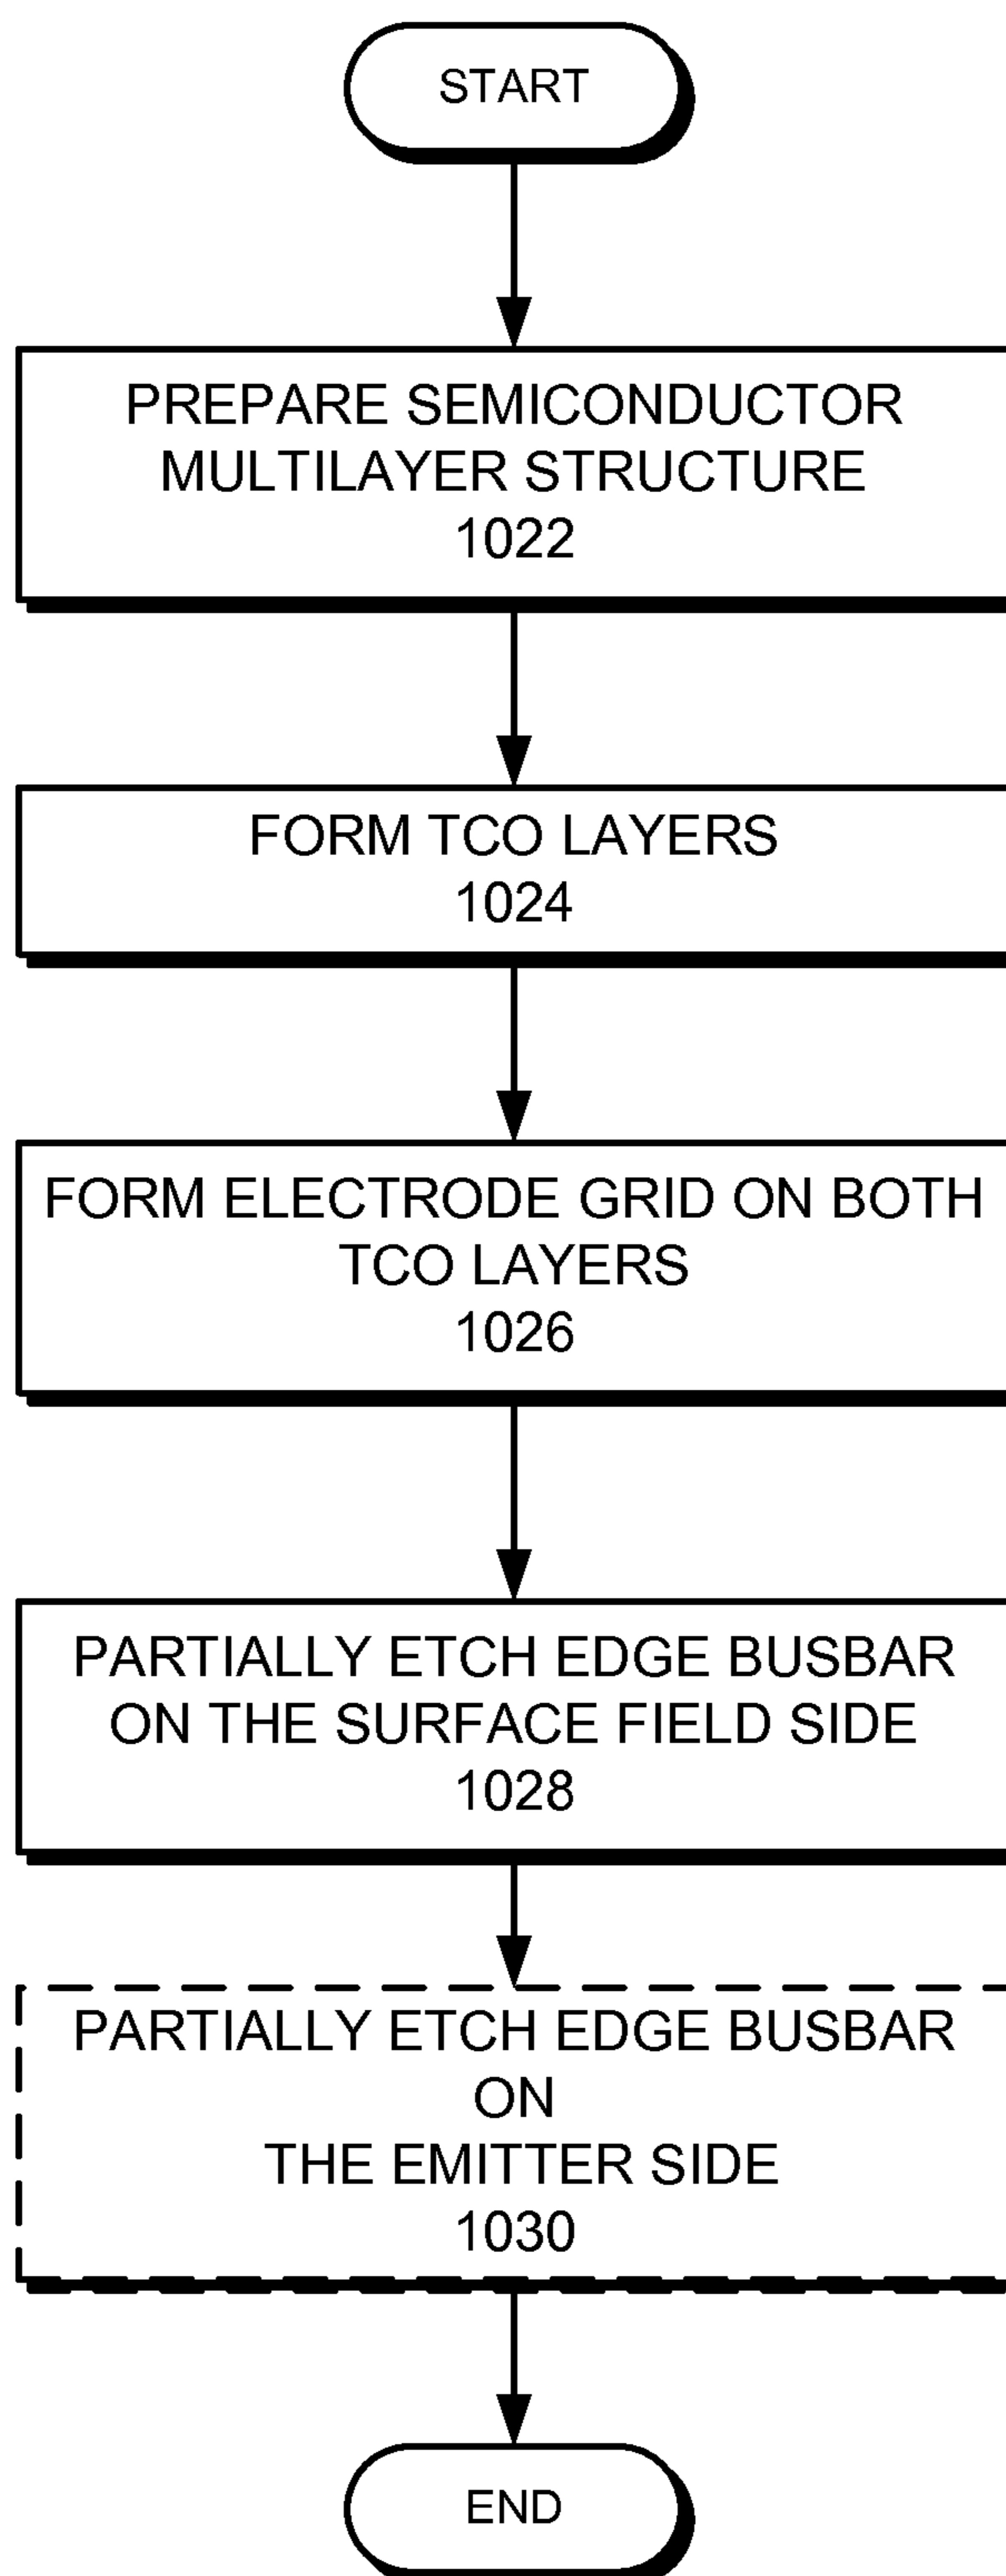 START
PREPARE SEMICONDUCTOR
MULTILAYER STRUCTURE
1022
FORM TCO LAYERS
1024
FORM ELECTRODE GRID ON BOTH
TCO LAYERS
1026
PARTIALLY ETCH EDGE BUSBAR
ON THE SURFACE FIELD SIDE
1028
PARTIALLY ETCH EDGE BUSBAR
ON
THE EMITTER SIDE
1030
END